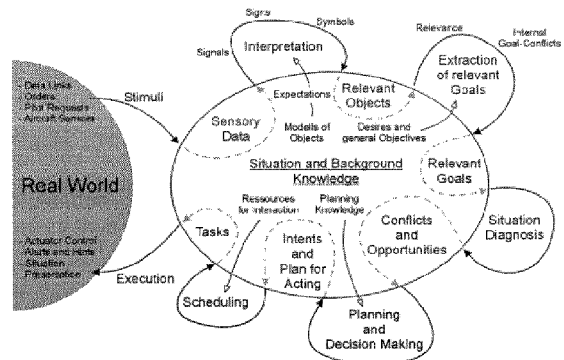 Signs
Symbols
Signals
Interpretation
Relevance
Internal
Goal-Conflicts
Extraction
of relevant
Goals
- Data Links
- Orders
- Pilot Requests
- Aircraft Sensors
Stimuli
Expectations
Relevant
Objects
Sensory
Data
Modells of
Objects
Desires and
general Objectives
Situation and Background
Knowledge
Relevant
Goals
Real World
Ressources
for Interaction
Planning
Knowledge
Tasks
Intents
and
Plan for
Acting
Conflicts
and
Opportunities
Situation
Diagnosis
Actuator Control
Alerts and Hints
Situation
Presentation
Execution
Scheduling
Planning
and
Decision Making